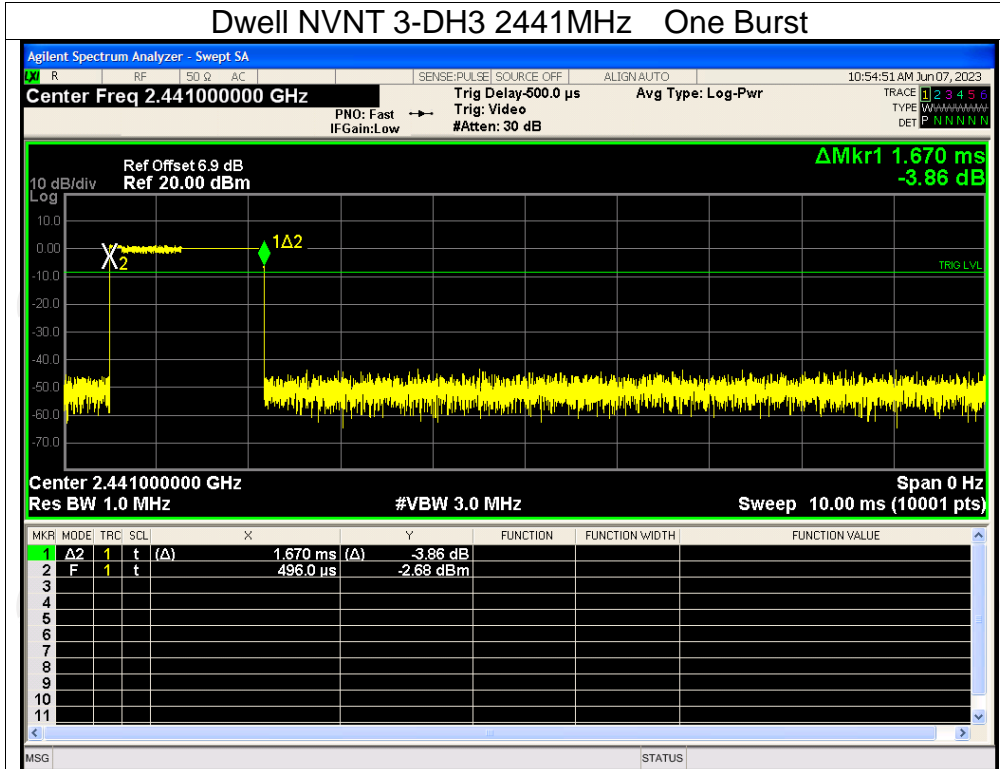 Dwell NVNT 3-DH3 2441MHz One Burst
Agilent Spectrum Analyzer - Swept SA
LXI R RF 50 Ω AC SENSE:PULSE SOURCE OFF ALIGNAUTO 10:54:51 AM Jun 07, 2023
Center Freq 2.441000000 GHz Trig Delay-500.0 µs Avg Type: Log-Pwr TRACE 1 2 3 4 5 6
PNO: Fast Trig: Video TYPE WWWWWWW
IFGain:Low #Atten: 30 dB DET P N N N N N
ΔMkr1 1.670 ms
-3.86 dB
Ref Offset 6.9 dB
10 dB/div Ref 20.00 dBm
Log
10.0
0.00
1Δ2
X2
TRIG LVL
-10.0
-20.0
-30.0
-40.0
-50.0
-60.0
-70.0
Center 2.441000000 GHz Span 0 Hz
Res BW 1.0 MHz #VBW 3.0 MHz Sweep 10.00 ms (10001 pts)
MKR MODE TRC SCL X Y FUNCTION FUNCTION WIDTH FUNCTION VALUE
1 Δ2 1 t (Δ) 1.670 ms (Δ) -3.86 dB
2 F 1 t 496.0 µs -2.68 dBm
3
4
5
6
7
8
9
10
11
MSG STATUS